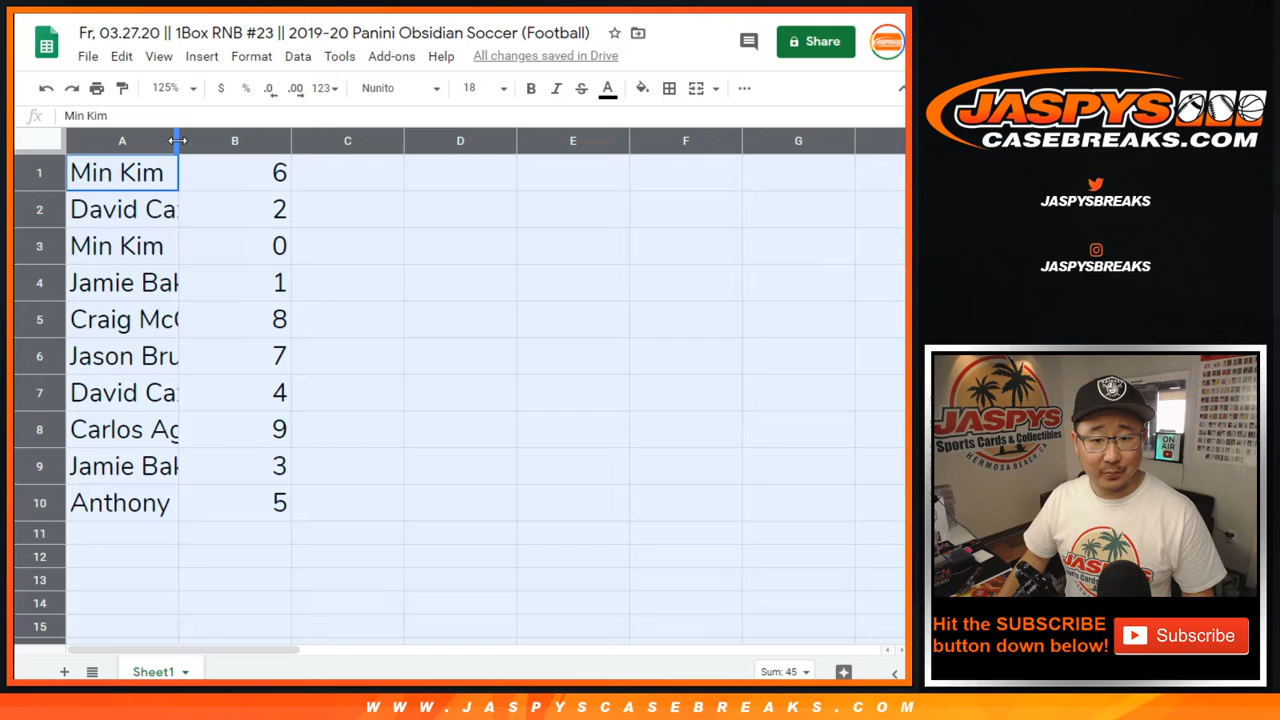 Fr, 03.27.20 || 1Box RNB #23 || 2019-20 Panini Obsidian Soccer (Football)
Share
File Edit View Insert Format Data Tools Add-ons Help All changes saved in Drive
125% $ % .0 .00 123 Nunito 18 B I S A
fx Min Kim
A B C D E F G
1 Min Kim 6
2 David Ca 2
3 Min Kim 0
4 Jamie Bak 1
5 Craig McC 8
6 Jason Bru 7
7 David Ca 4
8 Carlos Ag 9
9 Jamie Bak 3
10 Anthony 5
11
12
13
14
15
Sheet1 Sum: 45
JASPYS
CASEBREAKS.COM
JASPYSBREAKS
JASPYSBREAKS
JASPYS
Sports Cards & Collectibles
HERMOSA BEACH, CA
ON
AIR
JASPYS
Hit the SUBSCRIBE
button down below!
Subscribe
WWW.JASPYSCASEBREAKS.COM